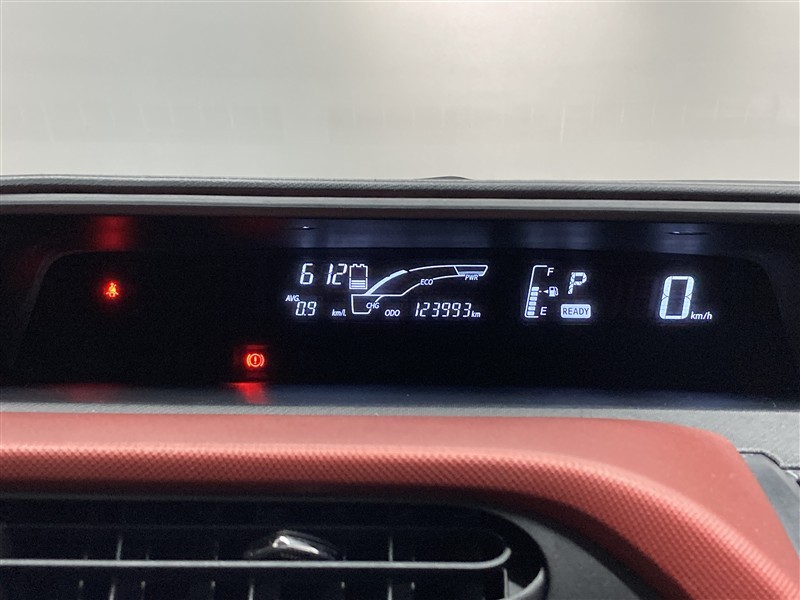 6 12
F
P
PWR
ECO
0
km/h
AVG.
0.9 km/L
CHG
ODO 123993 km
E
READY